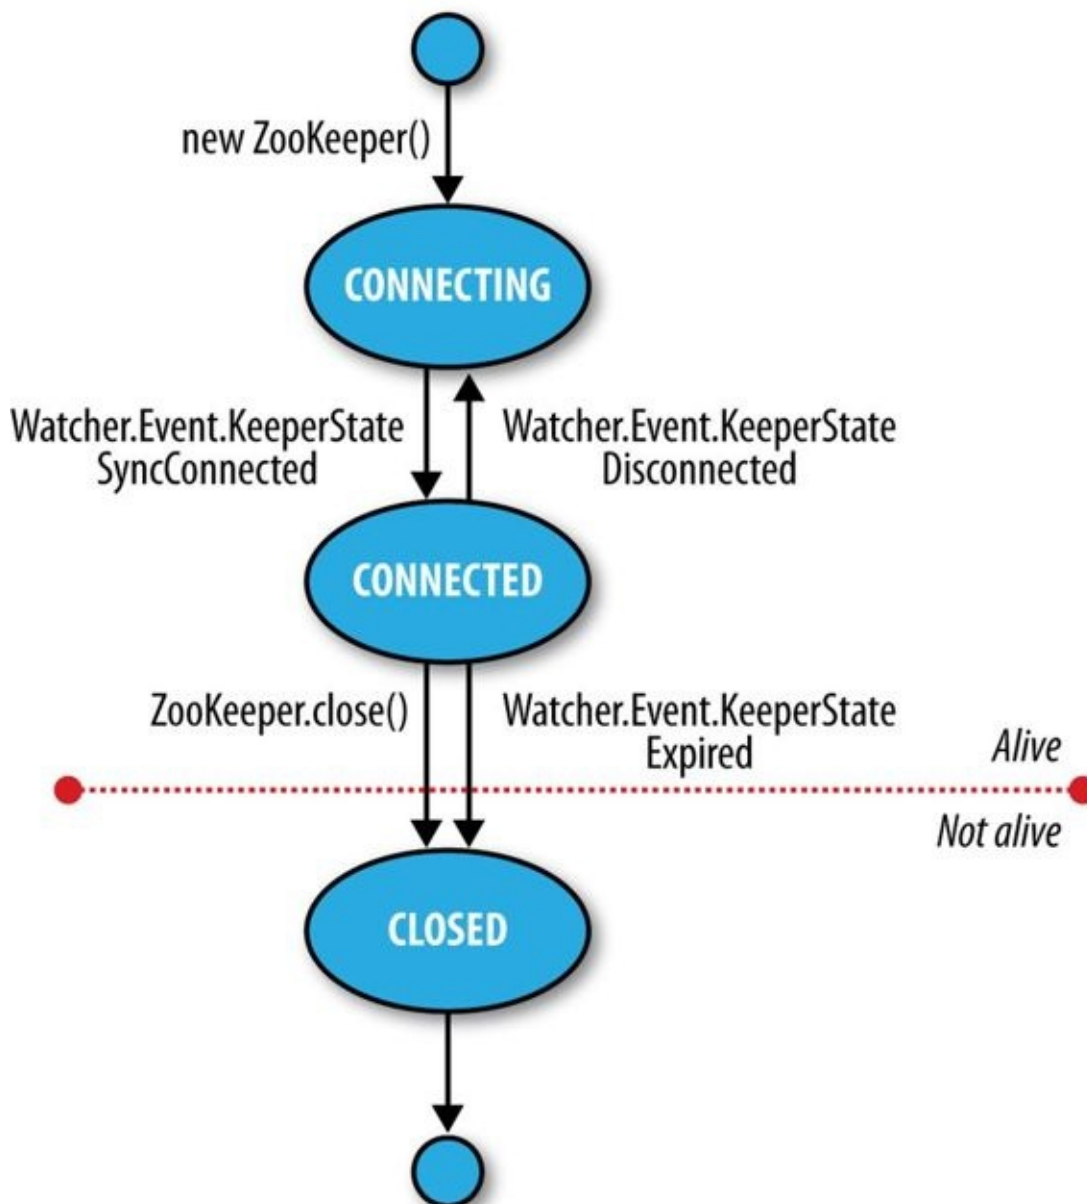 new ZooKeeper()
CONNECTING
Watcher.Event.KeeperState
SyncConnected
Watcher.Event.KeeperState
Disconnected
CONNECTED
ZooKeeper.close()
Watcher.Event.KeeperState
Expired
Alive
Not alive
CLOSED